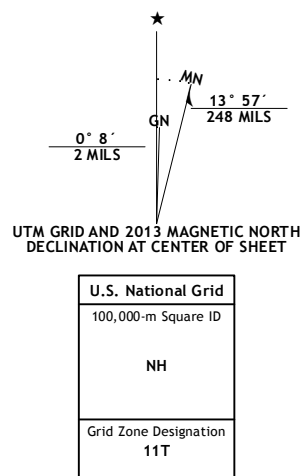 ★
MN
GN
13° 57´
248 MILS
0° 8´
2 MILS
UTM GRID AND 2013 MAGNETIC NORTH
DECLINATION AT CENTER OF SHEET
U.S. National Grid
100,000-m Square ID
NH
Grid Zone Designation
11T